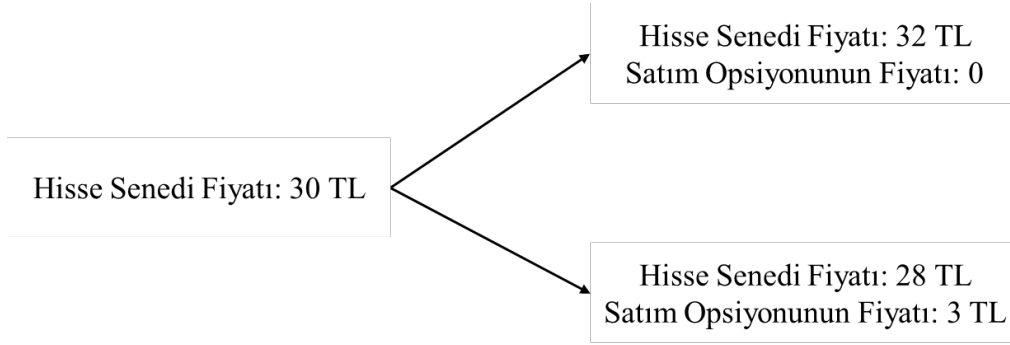 Hisse Senedi Fiyatı: 32 TL
Satım Opsiyonunun Fiyatı: 0
Hisse Senedi Fiyatı: 30 TL
Hisse Senedi Fiyatı: 28 TL
Satım Opsiyonunun Fiyatı: 3 TL